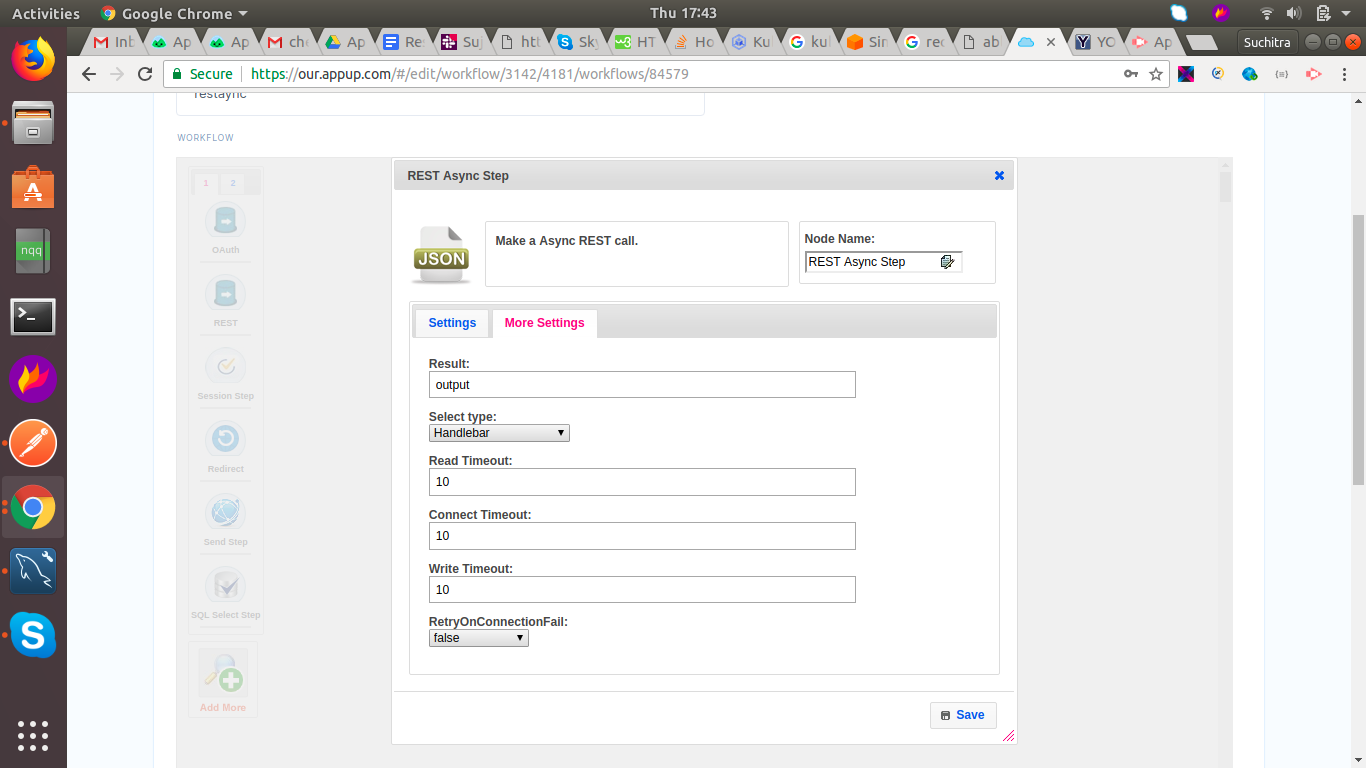 Activities Google Chrome Thu 17:43
Inb Ap Ap che Ap Re Suj htt Sky HT Ho Ku kul Sin rec ab YO Ap Suchitra
Secure https://our.appup.com/#/edit/workflow/3142/4181/workflows/84579
restaync
WORKFLOW
1 2
REST Async Step
JSON
Make a Async REST call.
Node Name:
REST Async Step
OAuth
Settings More Settings
REST
Result:
output
Session Step
Select type:
Handlebar
Redirect
Read Timeout:
10
Send Step
Connect Timeout:
10
SQL Select Step
Write Timeout:
10
RetryOnConnectionFail:
false
Add More
Save
nqq